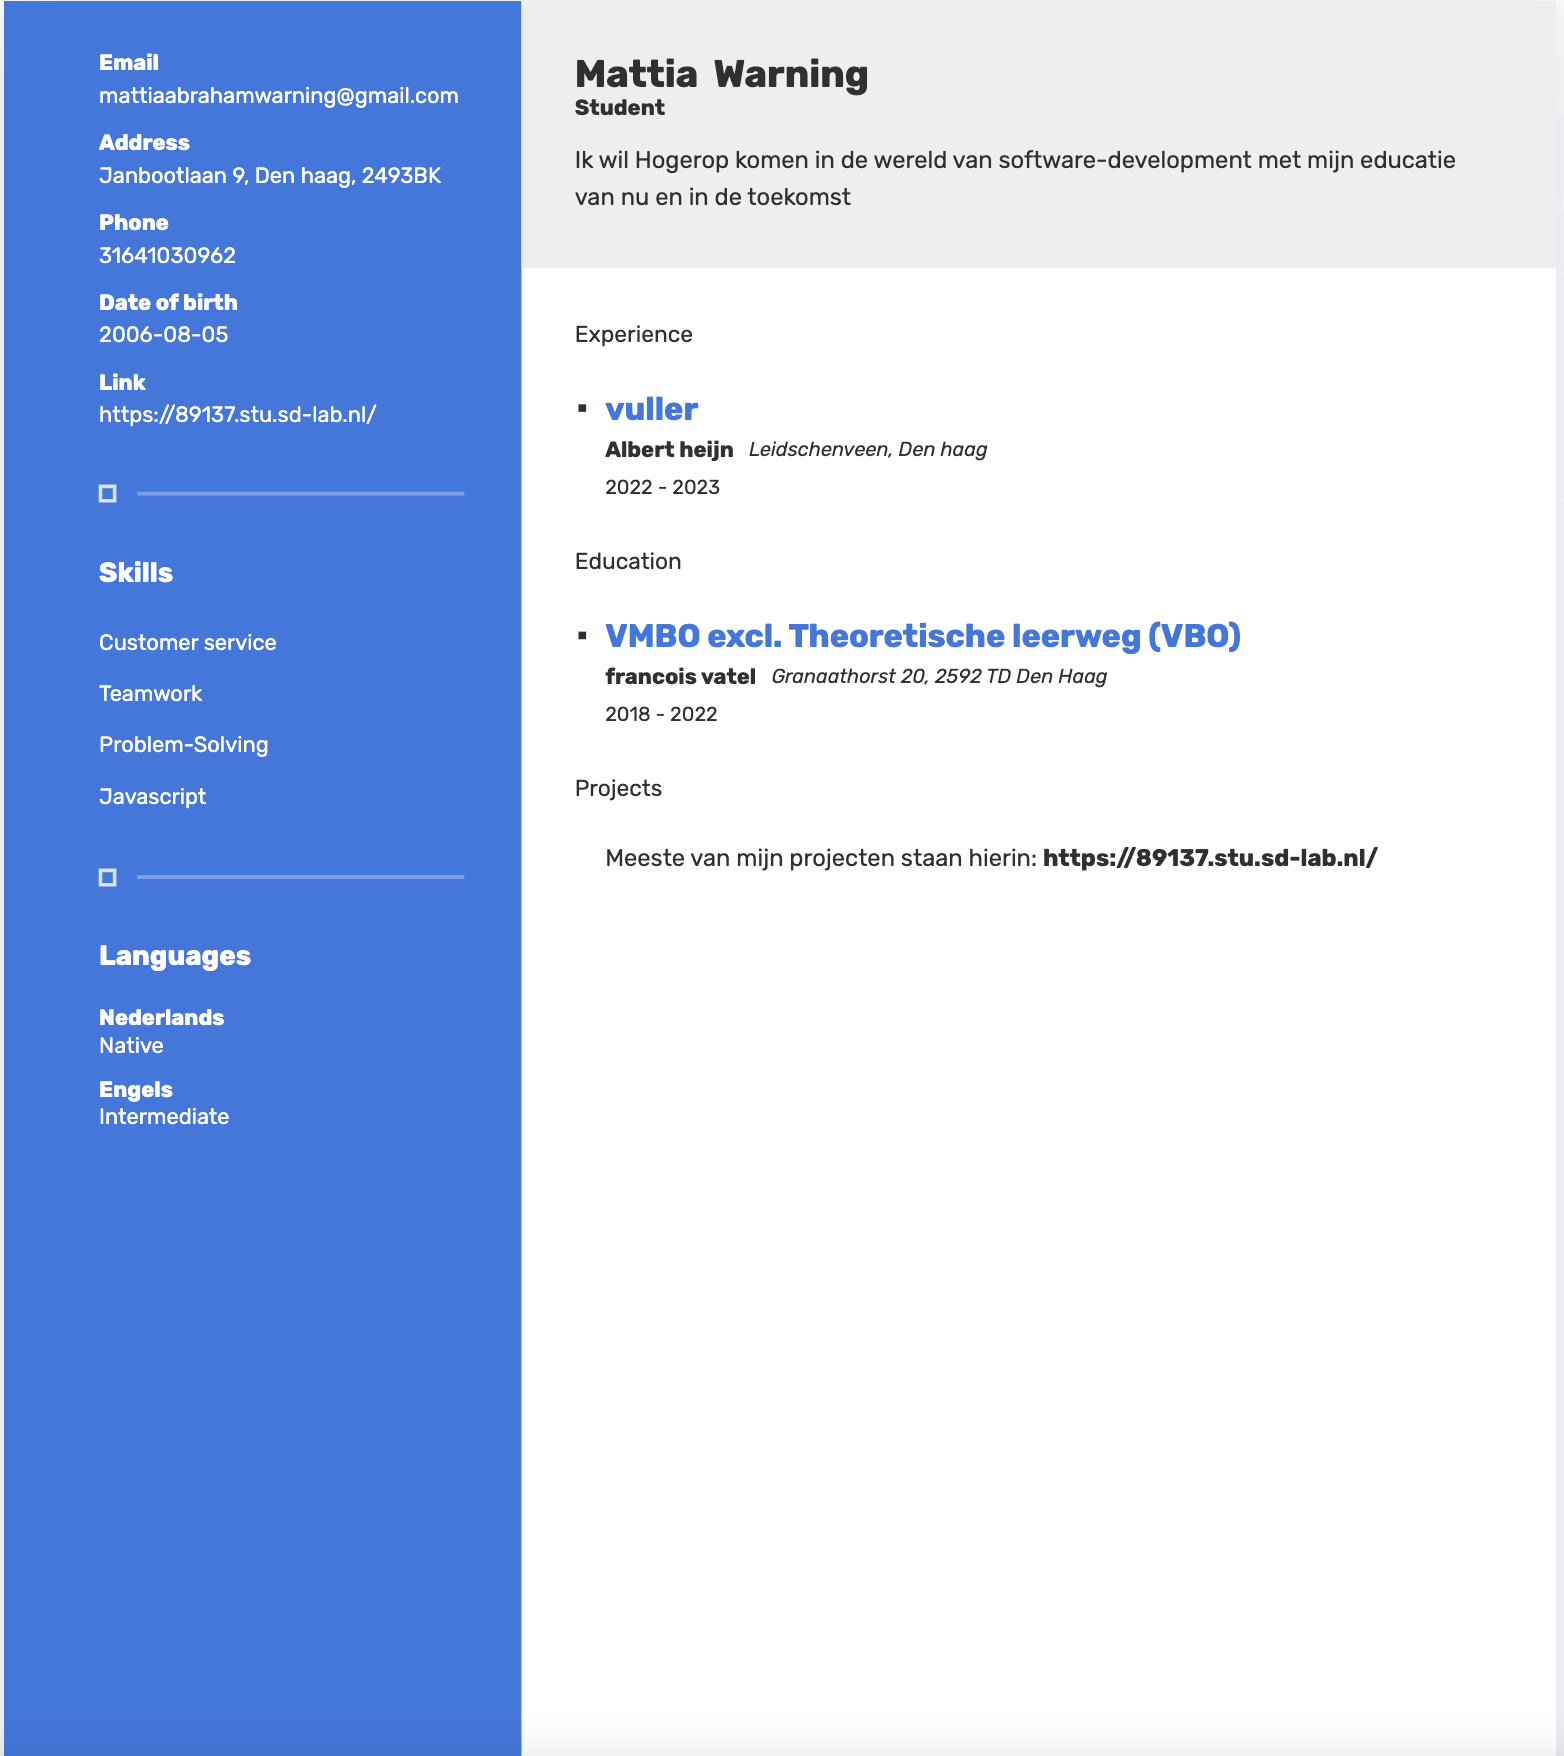 Email
mattiaabrahamwarning@gmail.com
Address
Janbootlaan 9, Den haag, 2493BK
Phone
31641030962
Date of birth
2006-08-05
Link
https://89137.stu.sd-lab.nl/
Skills
Customer service
Teamwork
Problem-Solving
Javascript
Languages
Nederlands
Native
Engels
Intermediate
Mattia Warning
Student
Ik wil Hogerop komen in de wereld van software-development met mijn educatie
van nu en in de toekomst
Experience
vuller
Albert heijn Leidschenveen, Den haag
2022 - 2023
Education
VMBO excl. Theoretische leerweg (VBO)
francois vatel Granaathorst 20, 2592 TD Den Haag
2018 - 2022
Projects
Meeste van mijn projecten staan hierin: https://89137.stu.sd-lab.nl/